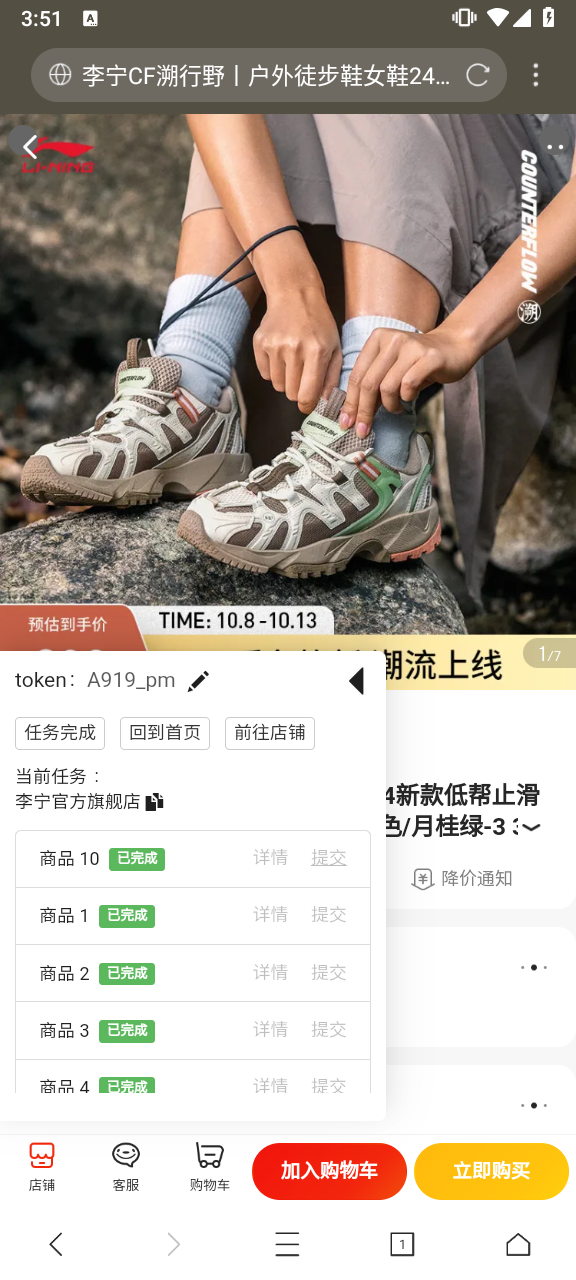 3:51
A
李宁CF溯行野丨户外徒步鞋女鞋24...
LI-NING
COUNTERFLOW
溯
预估到手价
TIME: 10.8 -10.13
潮流上线
1/7
token： A919_pm
任务完成 回到首页 前往店铺
当前任务：
李宁官方旗舰店
4新款低帮止滑
色/月桂绿-3
降价通知
商品 10 已完成 详情 提交
商品 1 已完成 详情 提交
商品 2 已完成 详情 提交
商品 3 已完成 详情 提交
商品 4 已完成 详情 提交
店铺 客服 购物车 加入购物车 立即购买
1